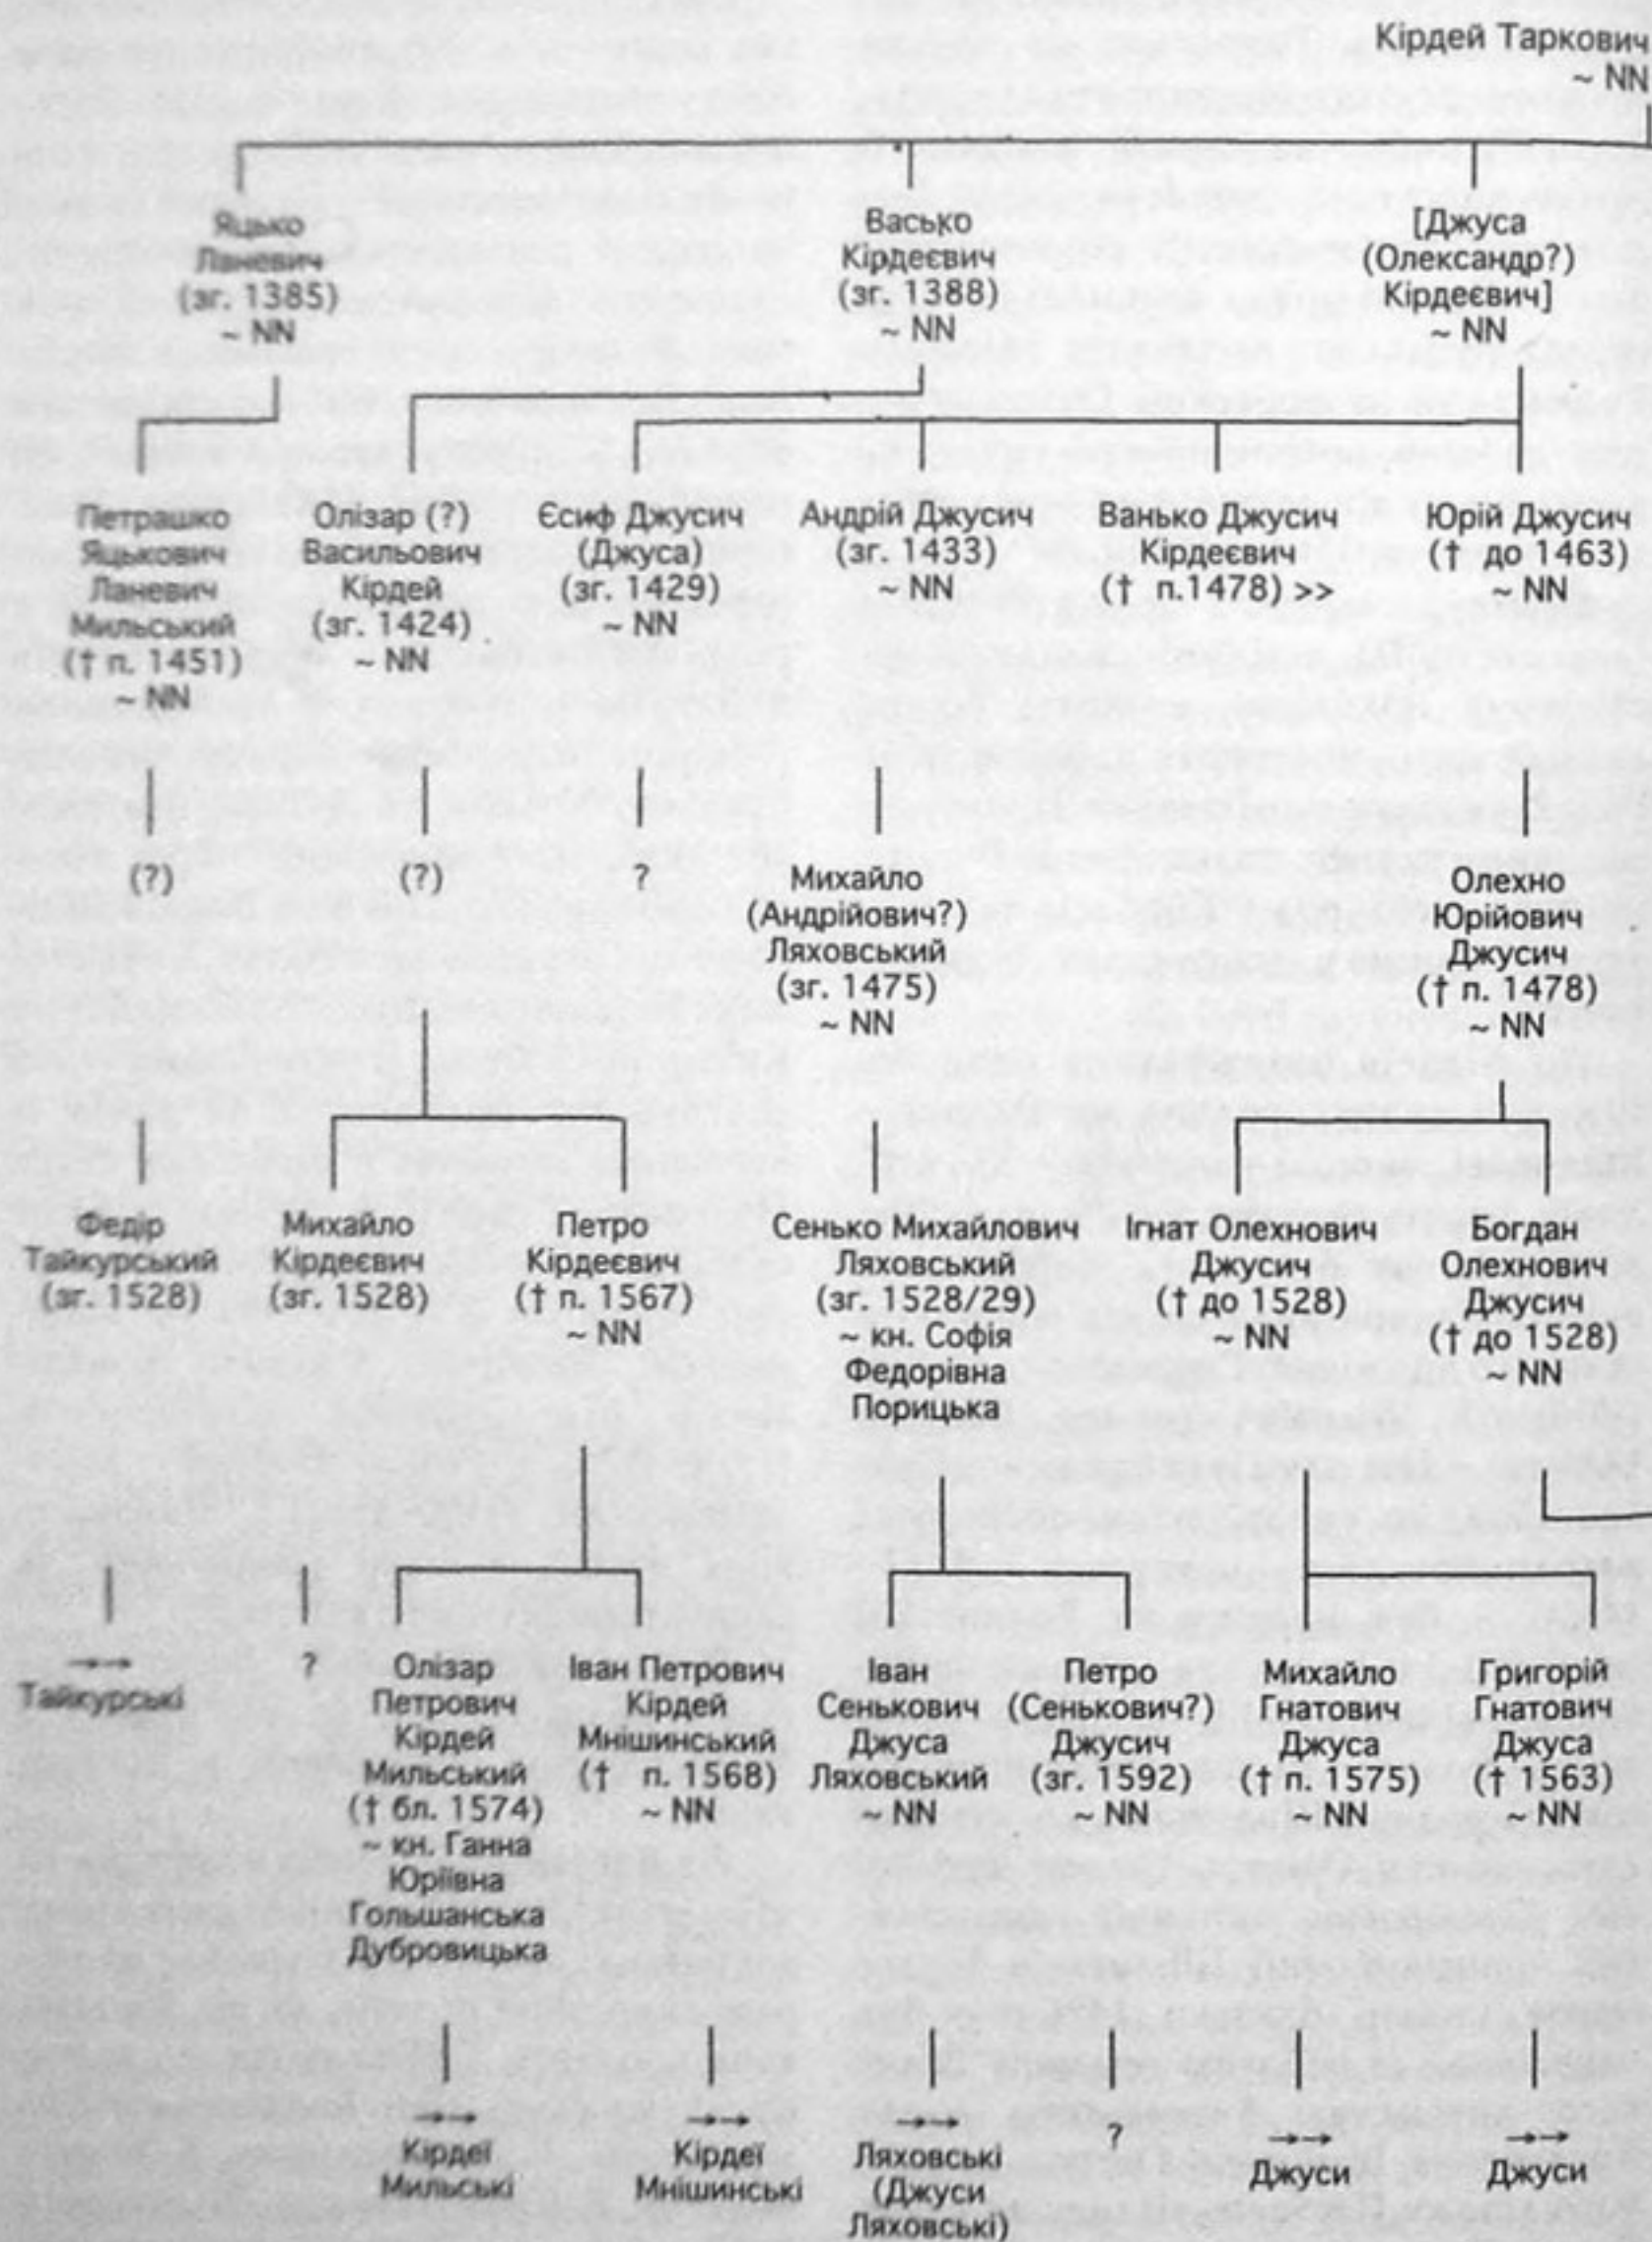 Кірдей Таркович
~ NN
Яцько
Ланевич
(зг. 1385)
~ NN
Васько
Кірдеєвич
(зг. 1388)
~ NN
[Джуса
(Олександр?)
Кірдеєвич]
~ NN
Петрашко
Яцькович
Ланевич
Мильський
(† п. 1451)
~ NN
Олізар (?)
Васильович
Кірдей
(зг. 1424)
~ NN
Єсиф Джусич
(Джуса)
(зг. 1429)
~ NN
Андрій Джусич
(зг. 1433)
~ NN
Ванько Джусич
Кірдеєвич
(† п.1478) >>
Юрій Джусич
(† до 1463)
~ NN
(?)
(?)
?
Михайло
(Андрійович?)
Ляховський
(зг. 1475)
~ NN
Олехно
Юрійович
Джусич
(† п. 1478)
~ NN
Федір
Тайкурський
(зг. 1528)
Михайло
Кірдеєвич
(зг. 1528)
Петро
Кірдеєвич
(† п. 1567)
~ NN
Сенько Михайлович
Ляховський
(зг. 1528/29)
~ кн. Софія
Федорівна
Порицька
Ігнат Олехнович
Джусич
(† до 1528)
~ NN
Богдан
Олехнович
Джусич
(† до 1528)
~ NN
→→
Тайкурські
?
Олізар
Петрович
Кірдей
Мильський
(† бл. 1574)
~ кн. Ганна
Юріївна
Гольшанська
Дубровицька
Іван Петрович
Кірдей
Мнішинський
(† п. 1568)
~ NN
Іван
Сенькович
Джуса
Ляховський
~ NN
Петро
(Сенькович?)
Джусич
(зг. 1592)
~ NN
Михайло
Гнатович
Джуса
(† п. 1575)
~ NN
Григорій
Гнатович
Джуса
(† 1563)
~ NN
→→
Кірдеї
Мильські
→→
Кірдеї
Мнішинські
→→
Ляховські
(Джуси
Ляховські)
?
→→
Джуси
→→
Джуси